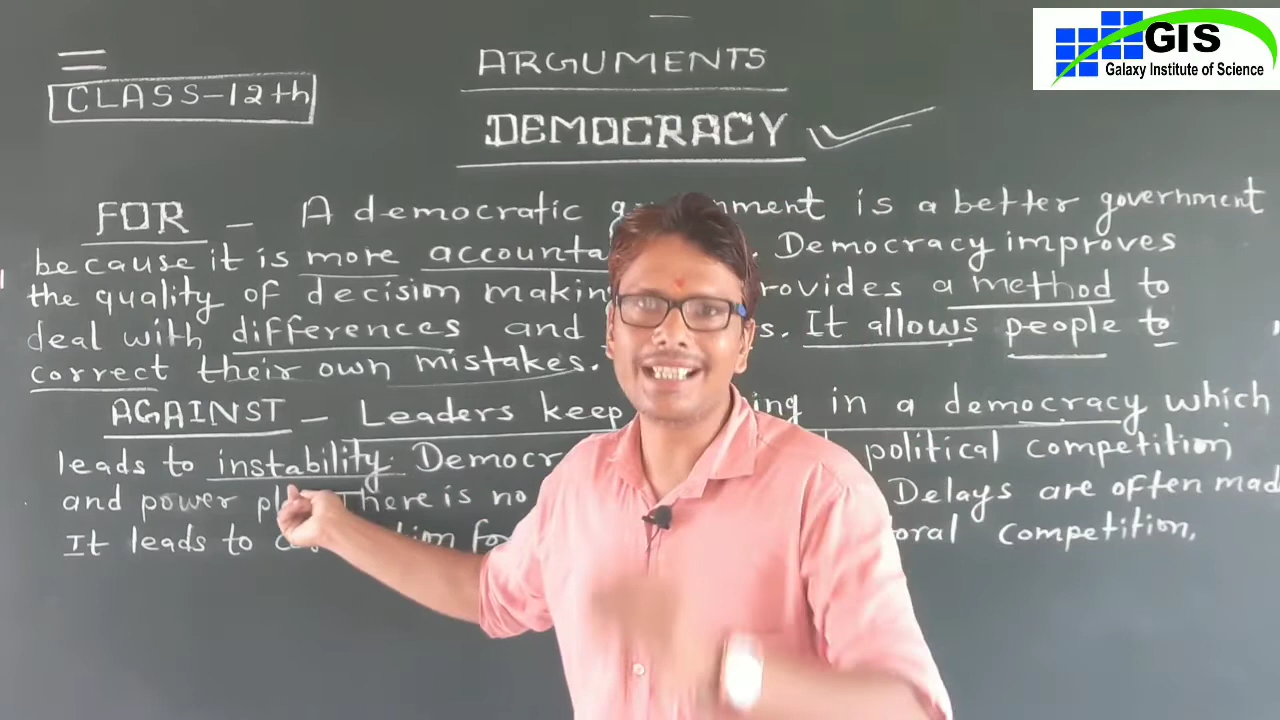 GIS
Galaxy Institute of Science
ARGUMENTS
CLASS-12th
DEMOCRACY
FOR - A democratic government is a better government
because it is more accounta . Democracy improves
the quality of decision making rovides a method to
deal with differences and s. It allows people to
correct their own mistakes.
AGAINST - Leaders keep ing in a democracy which
leads to instability. Democr political competition
and power pl There is no Delays are often mad
It leads to tion fo oral competition.